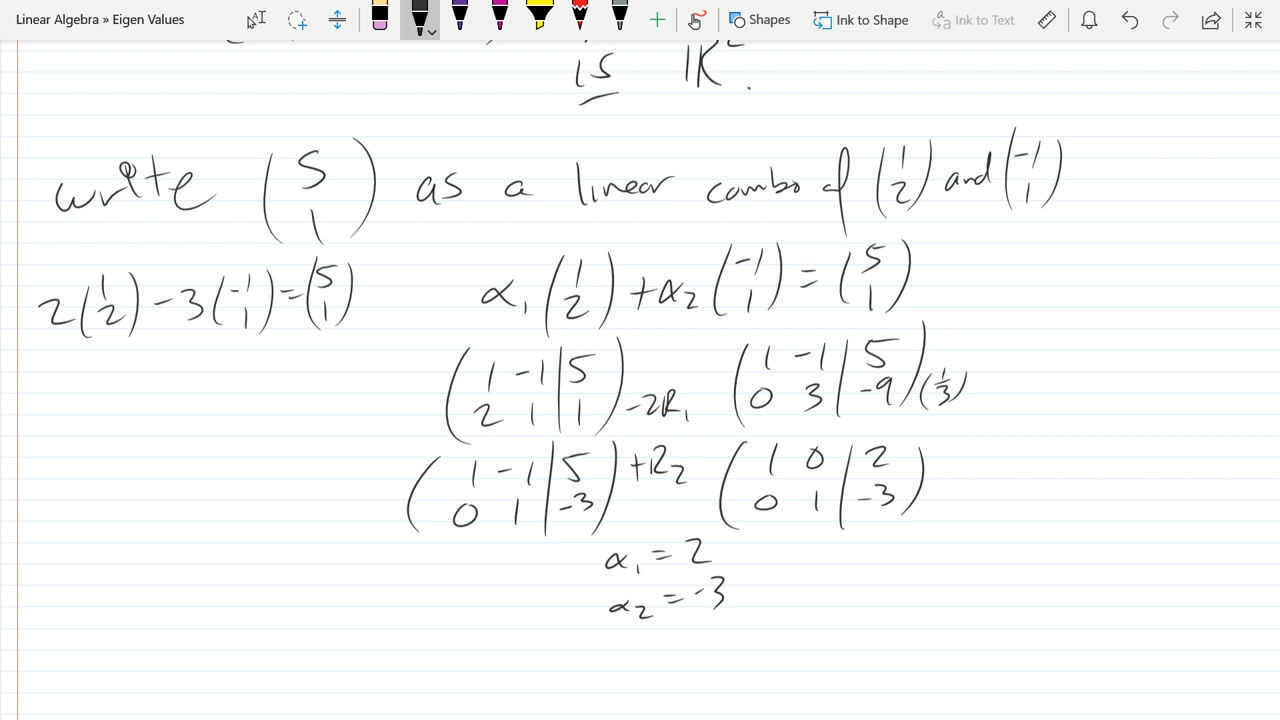 Linear Algebra » Eigen Values
Shapes
Ink to Shape
Ink to Text
is ℝ².
write (5 1) as a linear combo of (1 2) and (-1 1)
2(1 2) -3(-1 1) = (5 1)
α₁(1 2) + α₂(-1 1) = (5 1)
(1 -1 | 5
2 1 | 1) -2R₁
(1 -1 | 5
0 3 | -9) (1/3)
(1 -1 | 5
0 1 | -3) +R₂
(1 0 | 2
0 1 | -3)
α₁ = 2
α₂ = -3